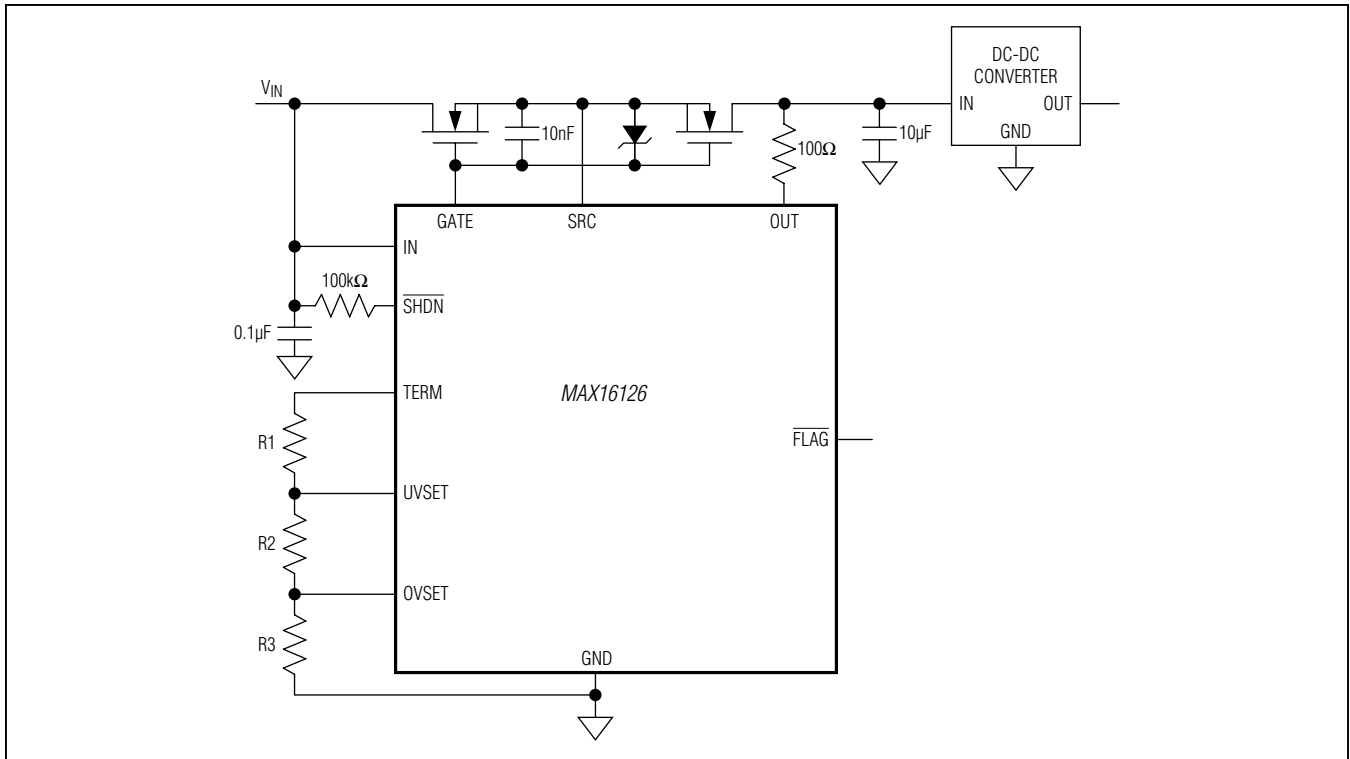 DC-DC
CONVERTER
IN
OUT
GND
VIN
10nF
100Ω
10µF
GATE
SRC
OUT
IN
100kΩ
SHDN
0.1µF
TERM
MAX16126
R1
FLAG
UVSET
R2
OVSET
R3
GND